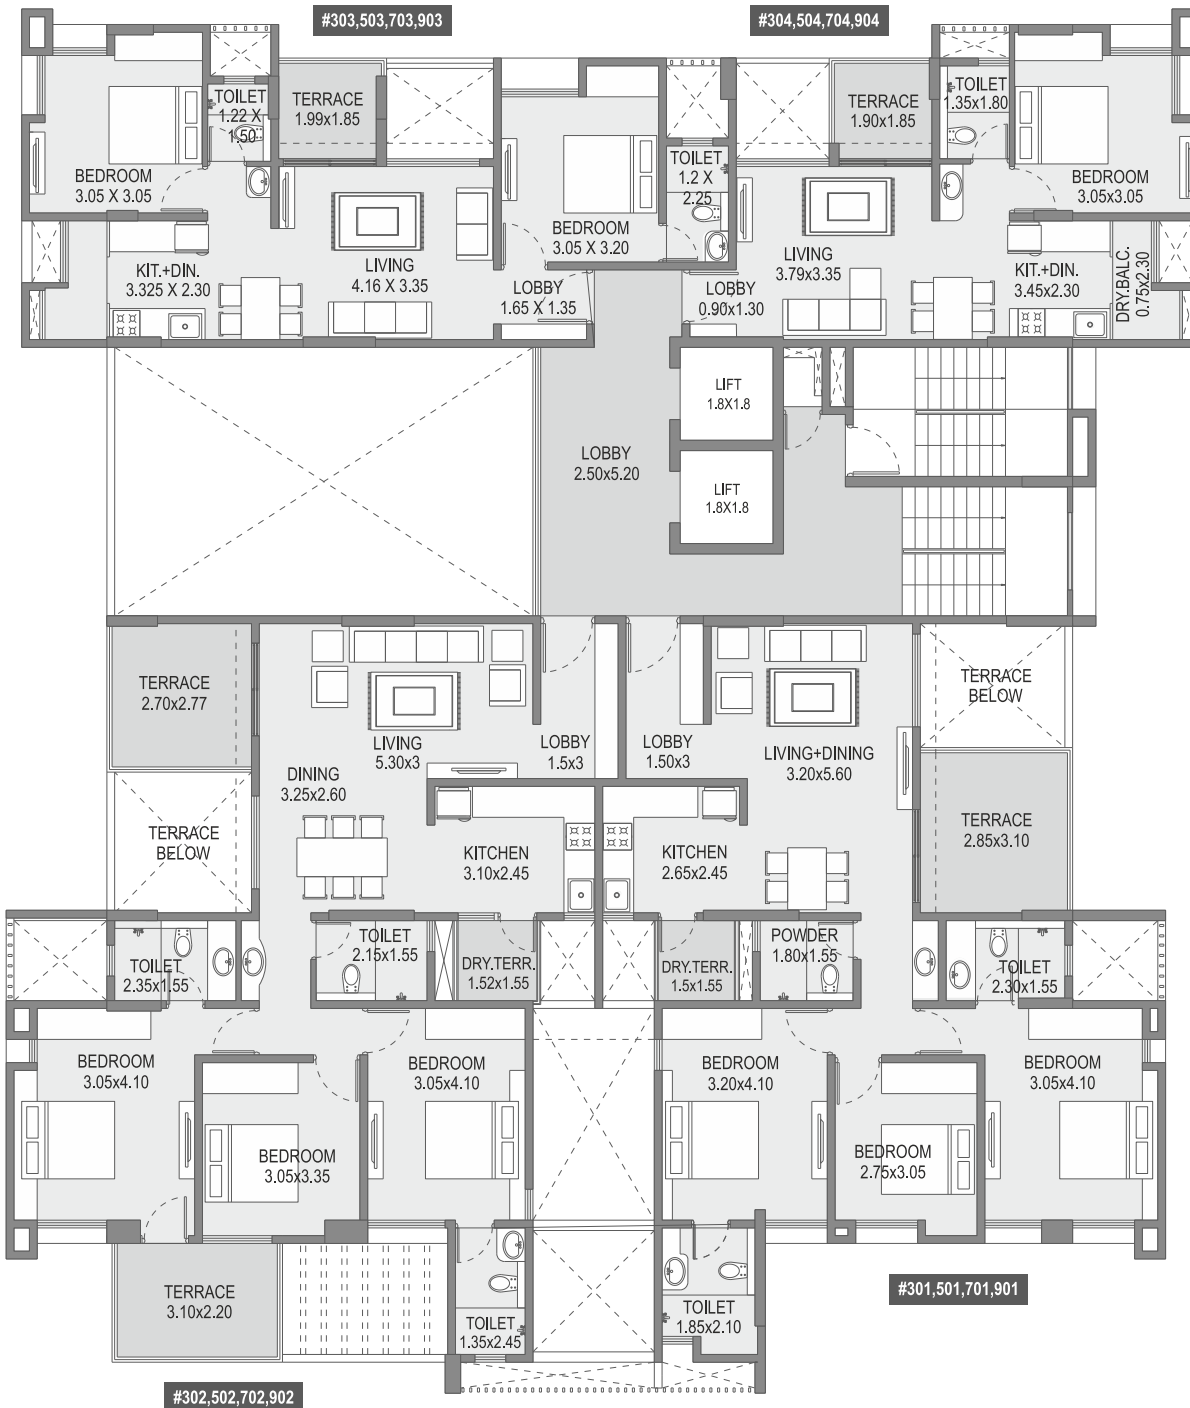 #303,503,703,903
#304,504,704,904
TOILET
1.22 X
1.50
TERRACE
1.99x1.85
BEDROOM
3.05 X 3.05
BEDROOM
3.05 X 3.20
TOILET
1.2 X
2.25
TERRACE
1.90x1.85
TOILET
1.35x1.80
BEDROOM
3.05x3.05
KIT.+DIN.
3.325 X 2.30
LIVING
4.16 X 3.35
LOBBY
1.65 X 1.35
LOBBY
0.90x1.30
LIVING
3.79x3.35
KIT.+DIN.
3.45x2.30
DRY.BALC.
0.75x2.30
LIFT
1.8X1.8
LOBBY
2.50x5.20
LIFT
1.8X1.8
TERRACE
2.70x2.77
LIVING
5.30x3
LOBBY
1.5x3
LOBBY
1.50x3
LIVING+DINING
3.20x5.60
TERRACE
BELOW
DINING
3.25x2.60
TERRACE
BELOW
KITCHEN
3.10x2.45
KITCHEN
2.65x2.45
TERRACE
2.85x3.10
TOILET
2.35x1.55
TOILET
2.15x1.55
DRY.TERR.
1.52x1.55
DRY.TERR.
1.5x1.55
POWDER
1.80x1.55
TOILET
2.30x1.55
BEDROOM
3.05x4.10
BEDROOM
3.05x4.10
BEDROOM
3.20x4.10
BEDROOM
3.05x4.10
BEDROOM
3.05x3.35
BEDROOM
2.75x3.05
TERRACE
3.10x2.20
TOILET
1.35x2.45
TOILET
1.85x2.10
#301,501,701,901
#302,502,702,902